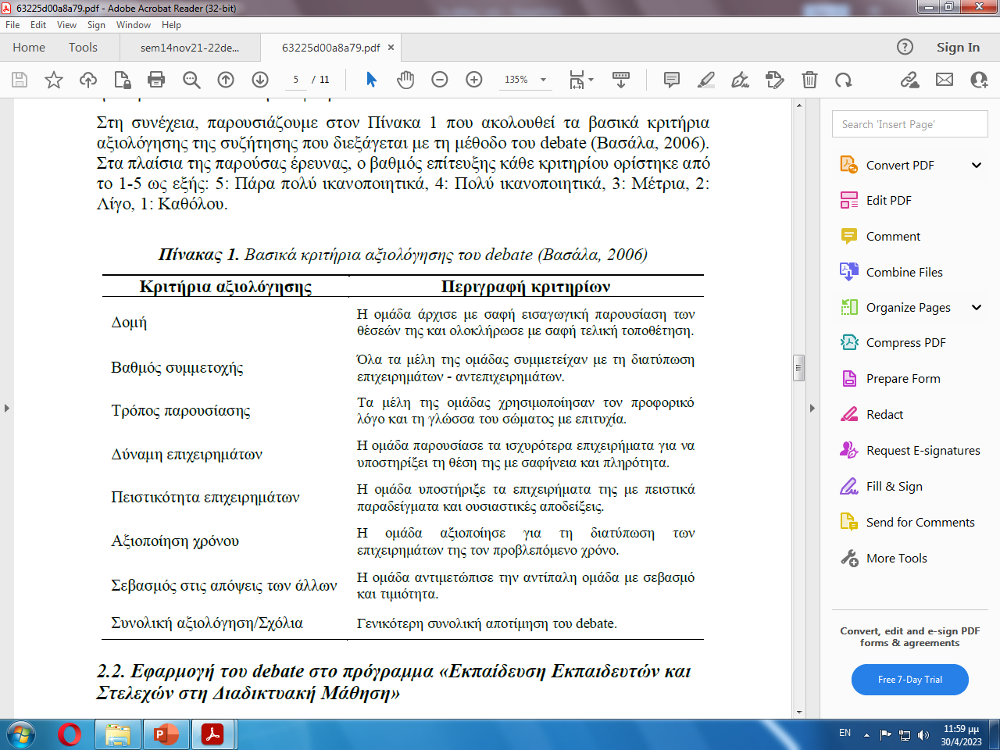 63225d00a8a79.pdf - Adobe Acrobat Reader (32-bit)
File Edit View Sign Window Help
Home Tools sem14nov21-22de... 63225d00a8a79.pdf × Sign In
5 / 11 135%
Στη συνέχεια, παρουσιάζουμε στον Πίνακα 1 που ακολουθεί τα βασικά κριτήρια
αξιολόγησης της συζήτησης που διεξάγεται με τη μέθοδο του debate (Βασάλα, 2006).
Στα πλαίσια της παρούσας έρευνας, ο βαθμός επίτευξης κάθε κριτηρίου ορίστηκε από
το 1-5 ως εξής: 5: Πάρα πολύ ικανοποιητικά, 4: Πολύ ικανοποιητικά, 3: Μέτρια, 2:
Λίγο, 1: Καθόλου.
Πίνακας 1. Βασικά κριτήρια αξιολόγησης του debate (Βασάλα, 2006)
Κριτήρια αξιολόγησης Περιγραφή κριτηρίων
Δομή
Η ομάδα άρχισε με σαφή εισαγωγική παρουσίαση των
θέσεών της και ολοκλήρωσε με σαφή τελική τοποθέτηση.
Βαθμός συμμετοχής
Όλα τα μέλη της ομάδας συμμετείχαν με τη διατύπωση
επιχειρημάτων - αντεπιχειρημάτων.
Τρόπος παρουσίασης
Τα μέλη της ομάδας χρησιμοποίησαν τον προφορικό
λόγο και τη γλώσσα του σώματος με επιτυχία.
Δύναμη επιχειρημάτων
Η ομάδα παρουσίασε τα ισχυρότερα επιχειρήματα για να
υποστηρίξει τη θέση της με σαφήνεια και πληρότητα.
Πειστικότητα επιχειρημάτων
Η ομάδα υποστήριξε τα επιχειρήματα της με πειστικά
παραδείγματα και ουσιαστικές αποδείξεις.
Αξιοποίηση χρόνου
Η ομάδα αξιοποίησε για τη διατύπωση των
επιχειρημάτων της τον προβλεπόμενο χρόνο.
Σεβασμός στις απόψεις των άλλων
Η ομάδα αντιμετώπισε την αντίπαλη ομάδα με σεβασμό
και τιμιότητα.
Συνολική αξιολόγηση/Σχόλια
Γενικότερη συνολική αποτίμηση του debate.
2.2. Εφαρμογή του debate στο πρόγραμμα «Εκπαίδευση Εκπαιδευτών και
Στελεχών στη Διαδικτυακή Μάθηση»
Search 'Insert Page'
Convert PDF
Edit PDF
Comment
Combine Files
Organize Pages
Compress PDF
Prepare Form
Redact
Request E-signatures
Fill & Sign
Send for Comments
More Tools
Convert, edit and e-sign PDF
forms & agreements
Free 7-Day Trial
EN
11:59 μμ
30/4/2023